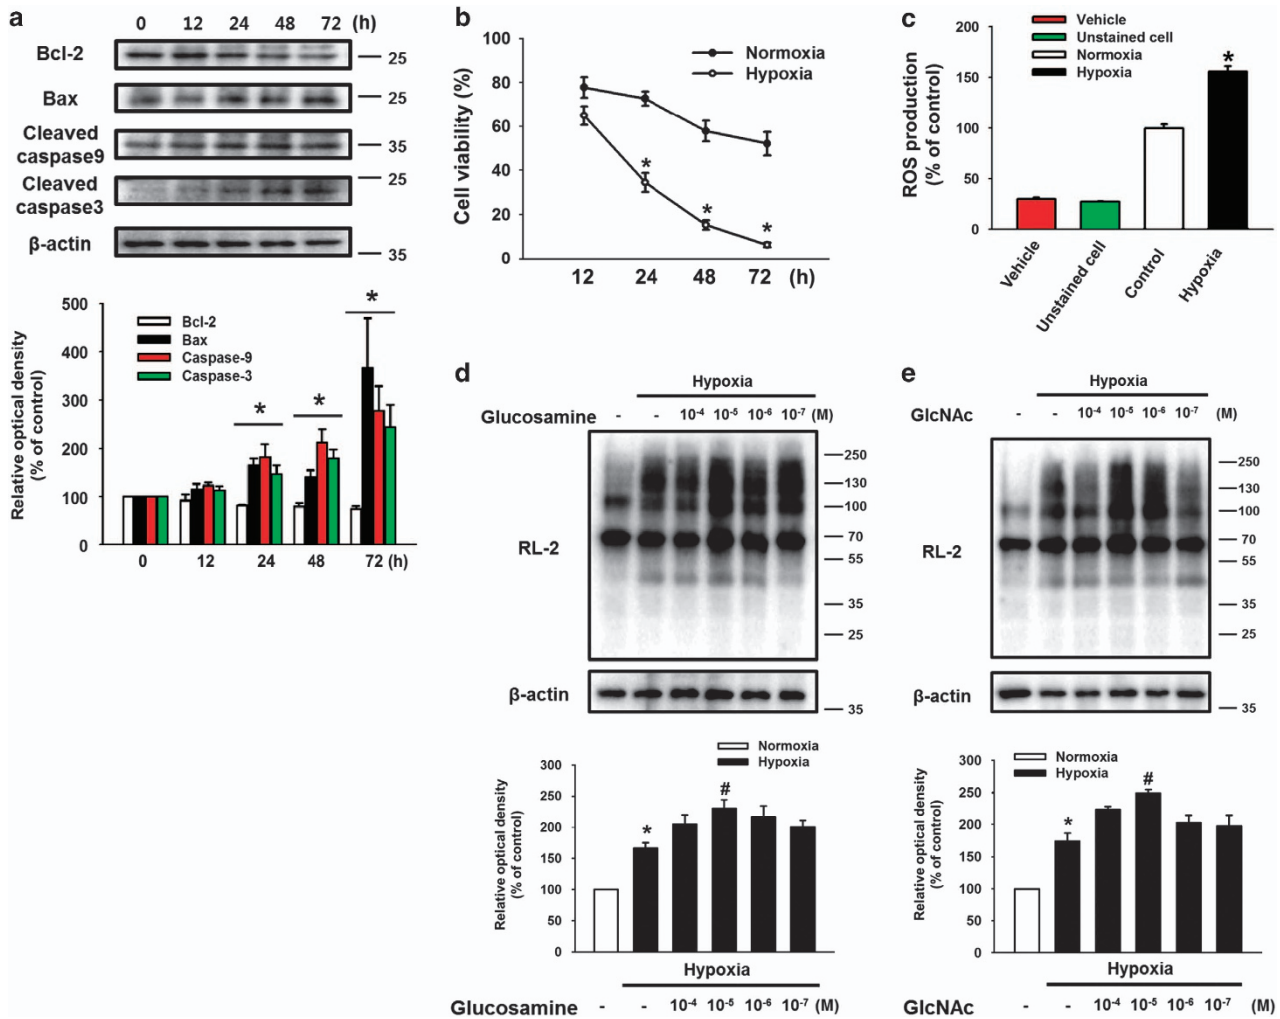 a
0 12 24 48 72 (h)
Bcl-2
25
Bax
25
Cleaved
caspase9
35
Cleaved
caspase3
25
β-actin
35
Relative optical density
(% of control)
500
400
300
200
100
0
Bcl-2
Bax
Caspase-9
Caspase-3
* * *
0 12 24 48 72 (h)
b
Cell viability (%)
100
80
60
40
20
0
Normoxia
Hypoxia
* * *
12 24 48 72 (h)
c
ROS production
(% of control)
200
150
100
50
0
Vehicle
Unstained cell
Normoxia
Hypoxia
*
Vehicle
Unstained cell
Control
Hypoxia
d
Hypoxia
Glucosamine - - 10-4 10-5 10-6 10-7 (M)
RL-2
250
130
100
70
55
35
25
β-actin
35
Normoxia
Hypoxia
Relative optical density
(% of control)
300
250
200
150
100
50
0
* #
Hypoxia
Glucosamine - - 10-4 10-5 10-6 10-7 (M)
e
Hypoxia
GlcNAc - - 10-4 10-5 10-6 10-7 (M)
RL-2
250
130
100
70
55
35
25
β-actin
35
Normoxia
Hypoxia
Relative optical density
(% of control)
300
250
200
150
100
50
0
* #
Hypoxia
GlcNAc - - 10-4 10-5 10-6 10-7 (M)